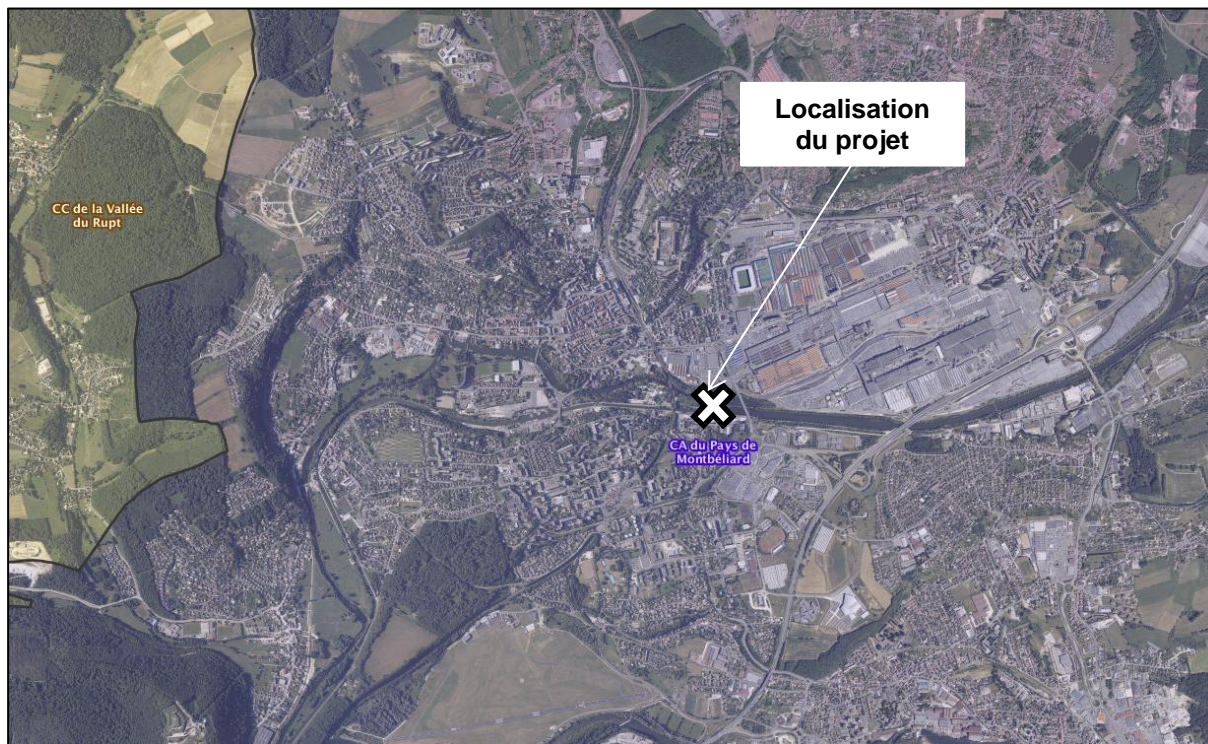 Localisation
du projet
CC de la Vallée
du Rupt
CA du Pays de
Montbéliard